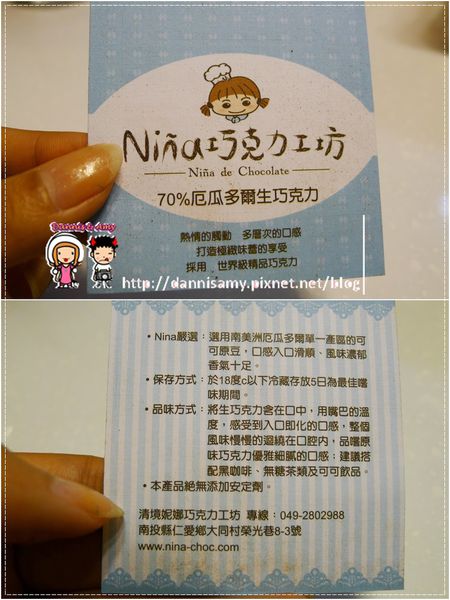 Niña巧克力工坊
Niña de Chocolate
70%厄瓜多爾生巧克力
熱情的觸動 多層次的口感
打造極緻味蕾的享受
採用﹒世界級精品巧克力
Dannis & Amy
http://dannisamy.pixnet.net/blog
•Nina嚴選：選用南美洲厄瓜多爾單一產區的可
可原豆，口感入口滑順、風味濃郁
香氣十足。
•保存方式：於18度c以下冷藏存放5日為最佳嚐
味期間。
•品味方式：將生巧克力含在口中，用嘴巴的溫
度，感受到入口即化的口感，整個
風味慢慢的迴繞在口腔内，品嚐原
味巧克力優雅細膩的口感；建議搭
配黑咖啡、無糖茶類及可可飲品。
•本產品絕無添加安定劑。
清境妮娜巧克力工坊 專線：049-2802988
南投縣仁愛鄉大同村榮光巷8-3號
www.nina-choc.com